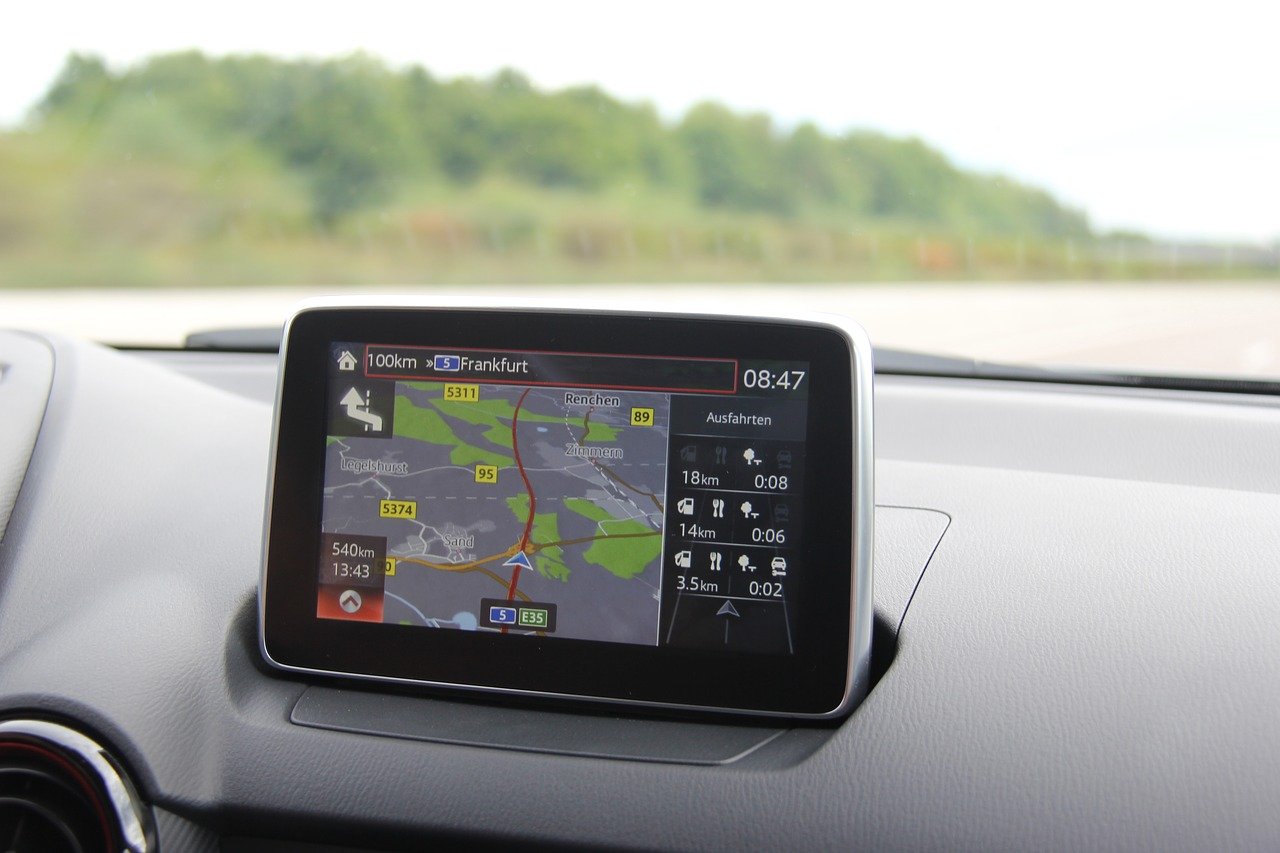 100km » 5 Frankfurt
08:47
5311
Renchen
89
Zimmern
Legelshurst
95
5374
Sand
540km
13:43
5 E35
Ausfahrten
18km 0:08
14km 0:06
3.5km 0:02